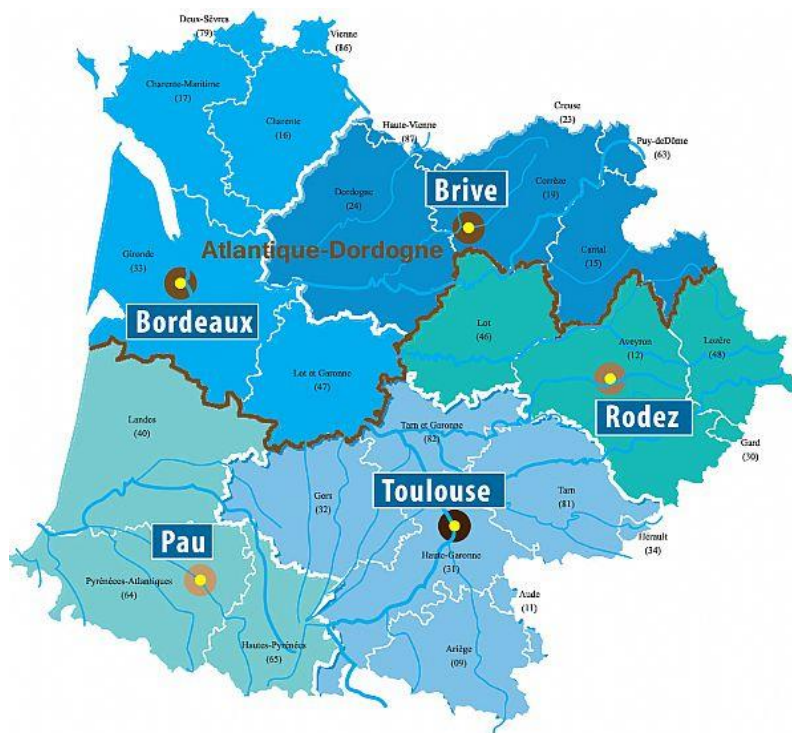 Deux-Sèvres
(79)
Vienne
(86)
Charente-Maritime
(17)
Charente
(16)
Haute-Vienne
(87)
Creuse
(23)
Puy-deDôme
(63)
Dordogne
(24)
Brive
Corrèze
(19)
Atlantique-Dordogne
Gironde
(33)
Cantal
(15)
Bordeaux
Lot
(46)
Aveyron
(12)
Lozère
(48)
Lot et Garonne
(47)
Rodez
Landes
(40)
Tarn et Garonne
(82)
Gard
(30)
Gers
(32)
Toulouse
Tarn
(81)
Hérault
(34)
Pau
Haute-Garonne
(31)
Pyrénées-Atlantiques
(64)
Aude
(11)
Hautes-Pyrénées
(65)
Ariège
(09)